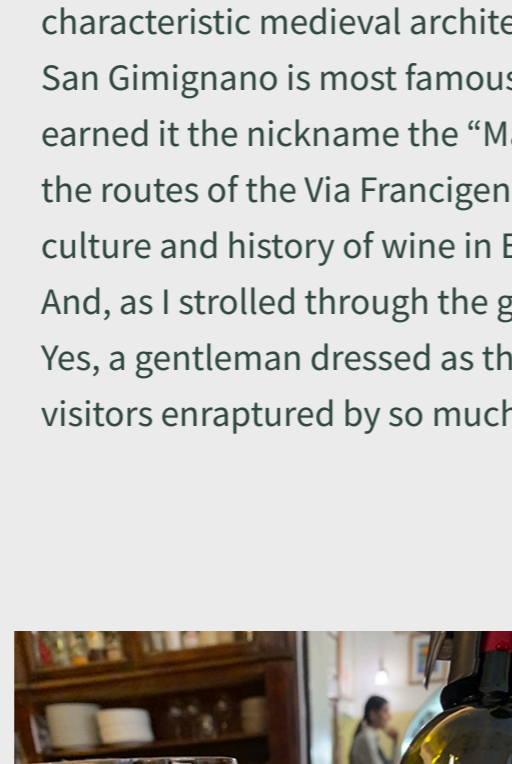 characteristic medieval archite
San Gimignano is most famous
earned it the nickname the “Ma
the routes of the Via Francigen
culture and history of wine in E
And, as I strolled through the g
Yes, a gentleman dressed as th
visitors enraptured by so much